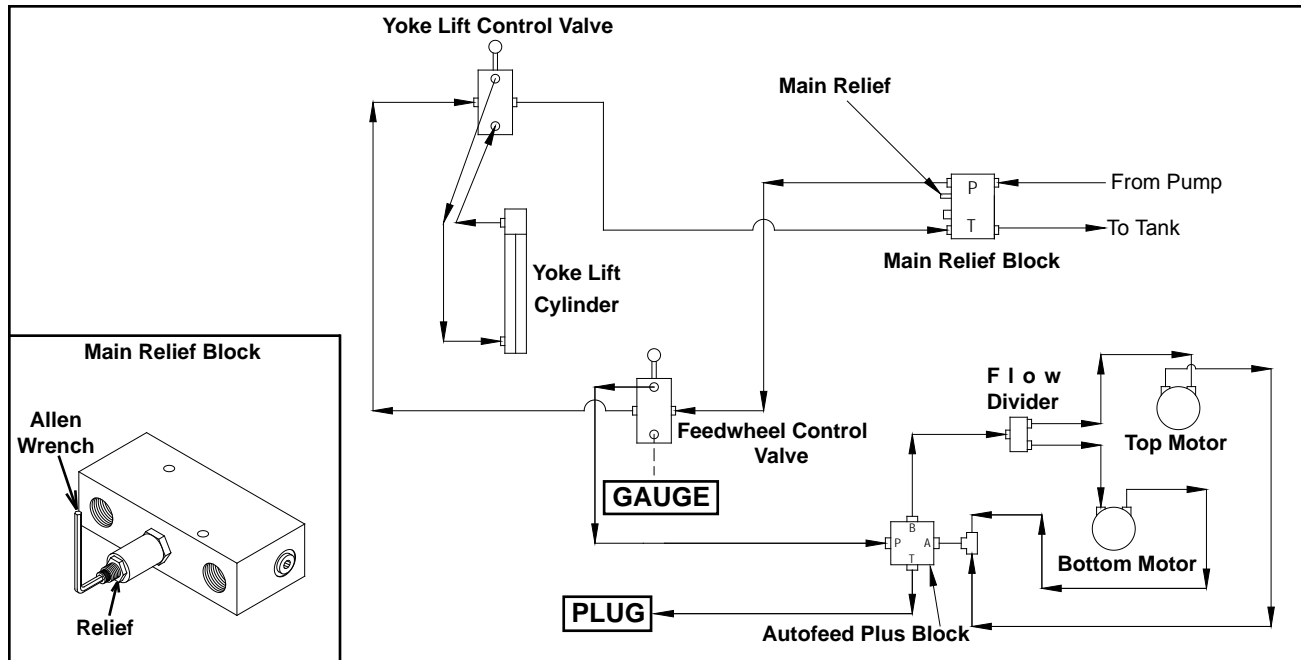 Yoke Lift Control Valve
Main Relief
P
T
From Pump
To Tank
Main Relief Block
Yoke Lift
Cylinder
Main Relief Block
Allen
Wrench
Relief
Feedwheel Control
Valve
GAUGE
Flow
Divider
Top Motor
B
P
A
T
Bottom Motor
PLUG
Autofeed Plus Block